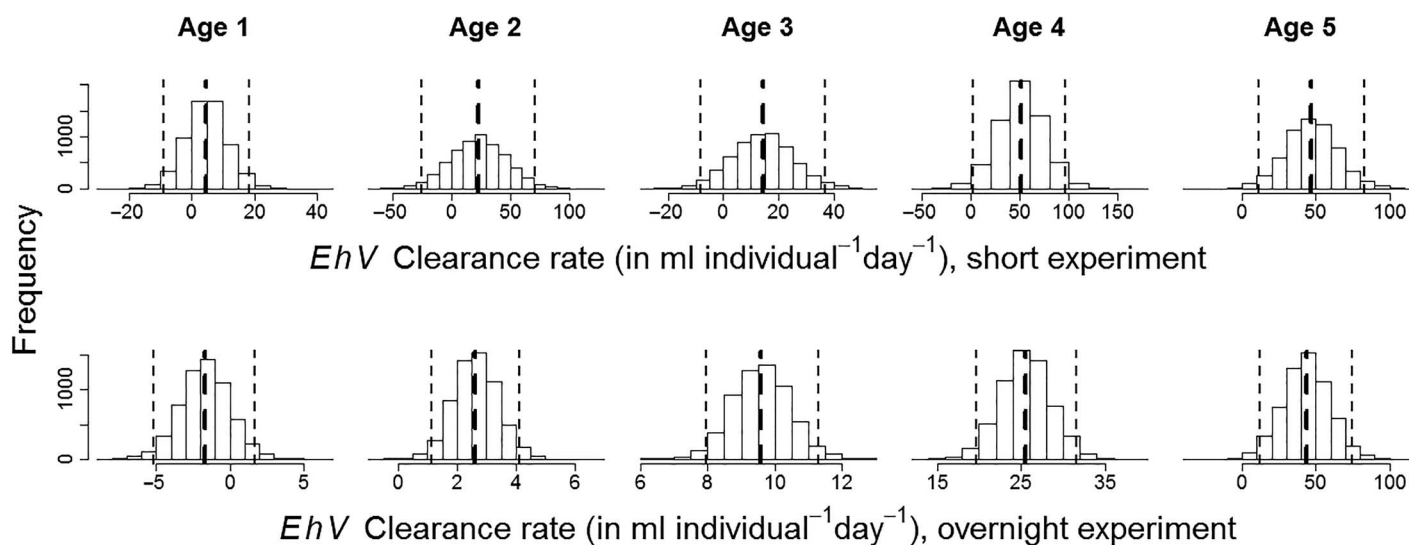 Age 1 Age 2 Age 3 Age 4 Age 5
Frequency
0 1000
−20 0 20 40
−50 0 50 100
−20 0 20 40
−50 0 50 100 150
0 50 100
EhV Clearance rate (in ml individual⁻¹day⁻¹), short experiment
0 1000
−5 0 5
0 2 4 6
6 8 10 12
15 25 35
0 50 100
EhV Clearance rate (in ml individual⁻¹day⁻¹), overnight experiment